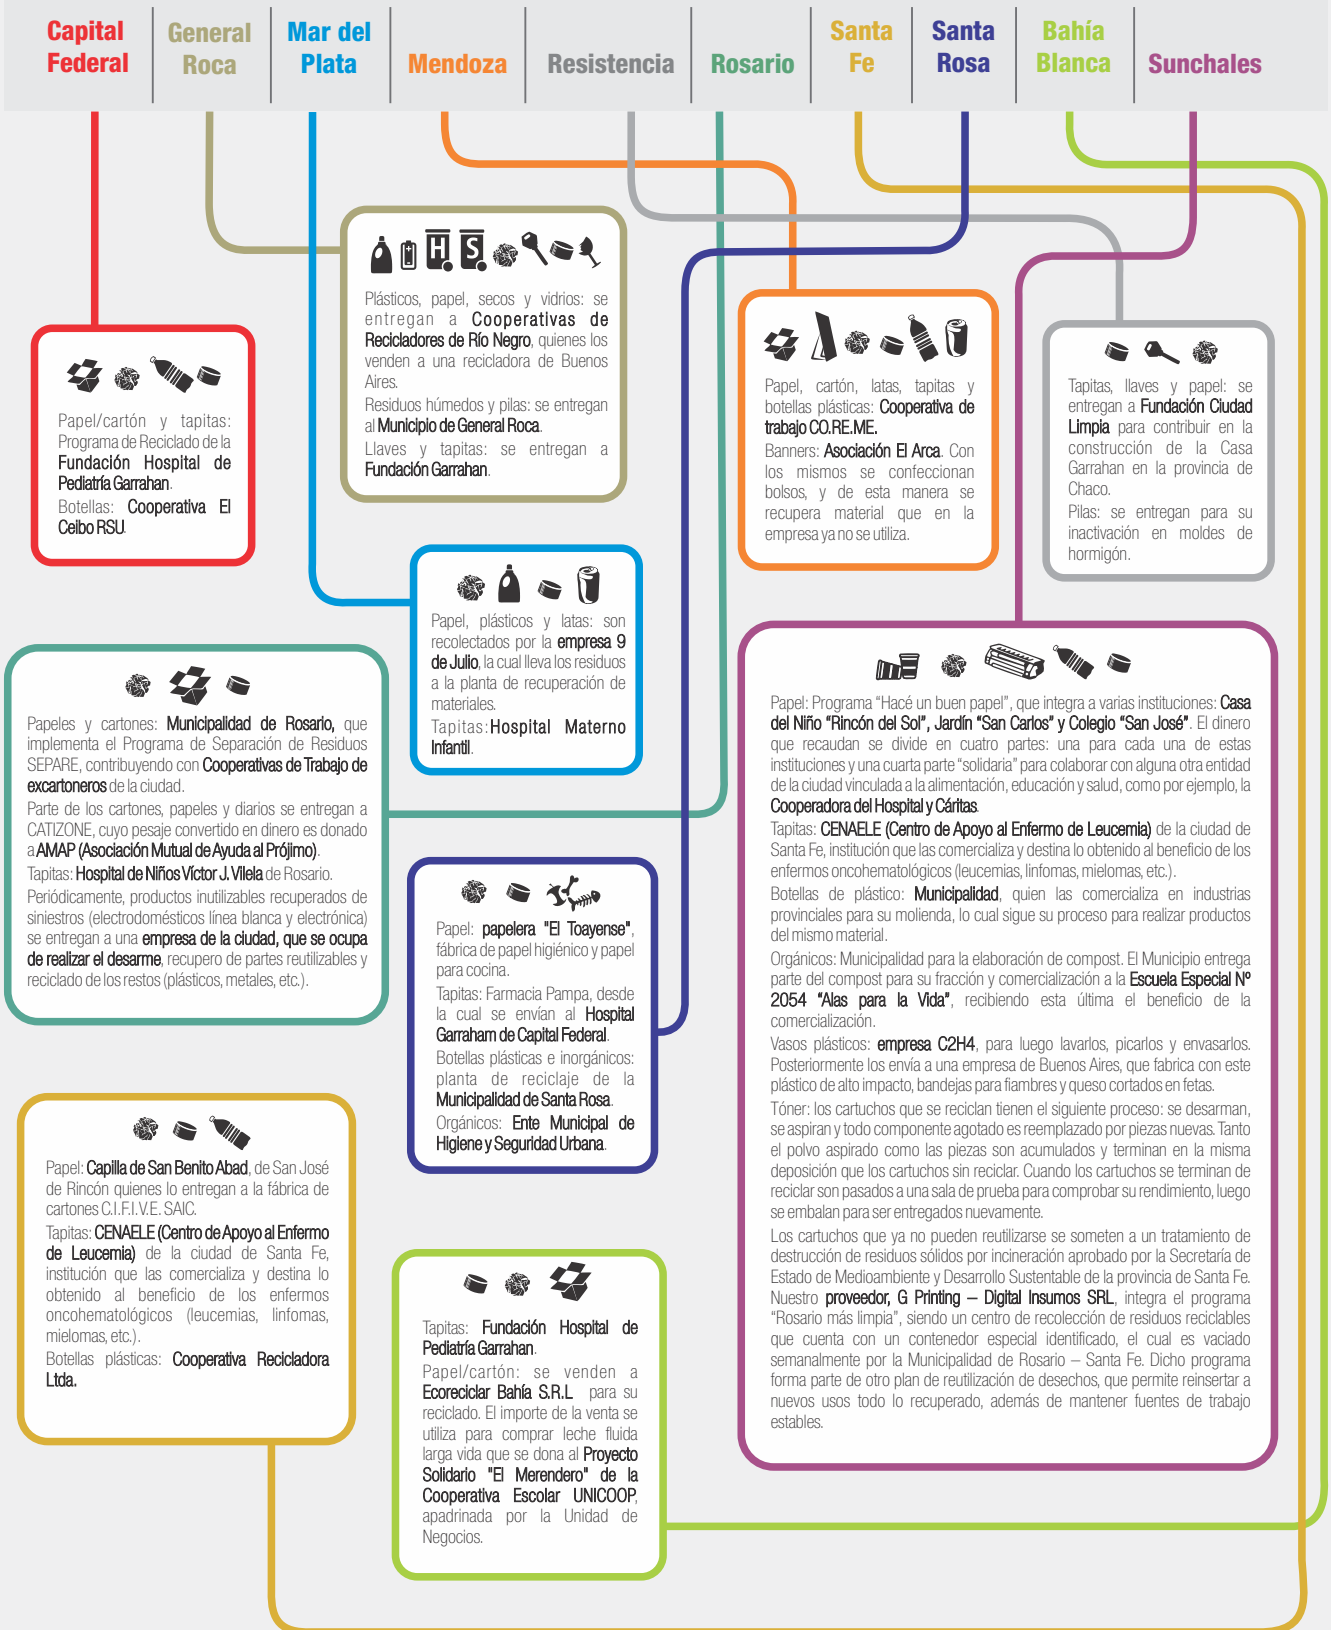 Capital
Federal
General
Roca
Mar del
Plata
Mendoza
Resistencia
Rosario
Santa
Fe
Santa
Rosa
Bahía
Blanca
Sunchales
H S
Plásticos, papel, secos y vidrios: se
entregan a Cooperativas de
Recicladores de Río Negro, quienes los
venden a una recicladora de Buenos
Aires.
Residuos húmedos y pilas: se entregan
al Municipio de General Roca.
Llaves y tapitas: se entregan a
Fundación Garrahan.
Papel/cartón y tapitas:
Programa de Reciclado de la
Fundación Hospital de
Pediatría Garrahan.
Botellas: Cooperativa El
Ceibo RSU.
Papel, cartón, latas, tapitas y
botellas plásticas: Cooperativa de
trabajo CO.RE.ME.
Banners: Asociación El Arca. Con
los mismos se confeccionan
bolsos, y de esta manera se
recupera material que en la
empresa ya no se utiliza.
Tapitas, llaves y papel: se
entregan a Fundación Ciudad
Limpia para contribuir en la
construcción de la Casa
Garrahan en la provincia de
Chaco.
Pilas: se entregan para su
inactivación en moldes de
hormigón.
Papel, plásticos y latas: son
recolectados por la empresa 9
de Julio, la cual lleva los residuos
a la planta de recuperación de
materiales.
Tapitas: Hospital Materno
Infantil.
Papeles y cartones: Municipalidad de Rosario, que
implementa el Programa de Separación de Residuos
SEPARE, contribuyendo con Cooperativas de Trabajo de
excartoneros de la ciudad.
Parte de los cartones, papeles y diarios se entregan a
CATIZONE, cuyo pesaje convertido en dinero es donado
a AMAP (Asociación Mutual de Ayuda al Prójimo).
Tapitas: Hospital de Niños Víctor J. Vilela de Rosario.
Periódicamente, productos inutilizables recuperados de
siniestros (electrodomésticos línea blanca y electrónica)
se entregan a una empresa de la ciudad, que se ocupa
de realizar el desarme, recupero de partes reutilizables y
reciclado de los restos (plásticos, metales, etc.).
Papel: Programa “Hacé un buen papel”, que integra a varias instituciones: Casa
del Niño “Rincón del Sol”, Jardín “San Carlos” y Colegio “San José”. El dinero
que recaudan se divide en cuatro partes: una para cada una de estas
instituciones y una cuarta parte “solidaria” para colaborar con alguna otra entidad
de la ciudad vinculada a la alimentación, educación y salud, como por ejemplo, la
Cooperadora del Hospital y Cáritas.
Tapitas: CENAELE (Centro de Apoyo al Enfermo de Leucemia) de la ciudad de
Santa Fe, institución que las comercializa y destina lo obtenido al beneficio de los
enfermos oncohematológicos (leucemias, linfomas, mielomas, etc.).
Botellas de plástico: Municipalidad, quien las comercializa en industrias
provinciales para su molienda, lo cual sigue su proceso para realizar productos
del mismo material.
Orgánicos: Municipalidad para la elaboración de compost. El Municipio entrega
parte del compost para su fracción y comercialización a la Escuela Especial Nº
2054 “Alas para la Vida”, recibiendo esta última el beneficio de la
comercialización.
Vasos plásticos: empresa C2H4, para luego lavarlos, picarlos y envasarlos.
Posteriormente los envía a una empresa de Buenos Aires, que fabrica con este
plástico de alto impacto, bandejas para fiambres y queso cortados en fetas.
Tóner: los cartuchos que se reciclan tienen el siguiente proceso: se desarman,
se aspiran y todo componente agotado es reemplazado por piezas nuevas. Tanto
el polvo aspirado como las piezas son acumulados y terminan en la misma
deposición que los cartuchos sin reciclar. Cuando los cartuchos se terminan de
reciclar son pasados a una sala de prueba para comprobar su rendimiento, luego
se embalan para ser entregados nuevamente.
Los cartuchos que ya no pueden reutilizarse se someten a un tratamiento de
destrucción de residuos sólidos por incineración aprobado por la Secretaría de
Estado de Medioambiente y Desarrollo Sustentable de la provincia de Santa Fe.
Nuestro proveedor, G Printing – Digital Insumos SRL, integra el programa
“Rosario más limpia”, siendo un centro de recolección de residuos reciclables
que cuenta con un contenedor especial identificado, el cual es vaciado
semanalmente por la Municipalidad de Rosario – Santa Fe. Dicho programa
forma parte de otro plan de reutilización de desechos, que permite reinsertar a
nuevos usos todo lo recuperado, además de mantener fuentes de trabajo
estables.
Papel: papelera "El Toayense",
fábrica de papel higiénico y papel
para cocina.
Tapitas: Farmacia Pampa, desde
la cual se envían al Hospital
Garraham de Capital Federal.
Botellas plásticas e inorgánicos:
planta de reciclaje de la
Municipalidad de Santa Rosa.
Orgánicos: Ente Municipal de
Higiene y Seguridad Urbana.
Papel: Capilla de San Benito Abad, de San José
de Rincón quienes lo entregan a la fábrica de
cartones C.I.F.I.V.E. SAIC.
Tapitas: CENAELE (Centro de Apoyo al Enfermo
de Leucemia) de la ciudad de Santa Fe,
institución que las comercializa y destina lo
obtenido al beneficio de los enfermos
oncohematológicos (leucemias, linfomas,
mielomas, etc.).
Botellas plásticas: Cooperativa Recicladora
Ltda.
Tapitas: Fundación Hospital de
Pediatría Garrahan.
Papel/cartón: se venden a
Ecoreciclar Bahía S.R.L para su
reciclado. El importe de la venta se
utiliza para comprar leche fluida
larga vida que se dona al Proyecto
Solidario "El Merendero" de la
Cooperativa Escolar UNICOOP,
apadrinada por la Unidad de
Negocios.